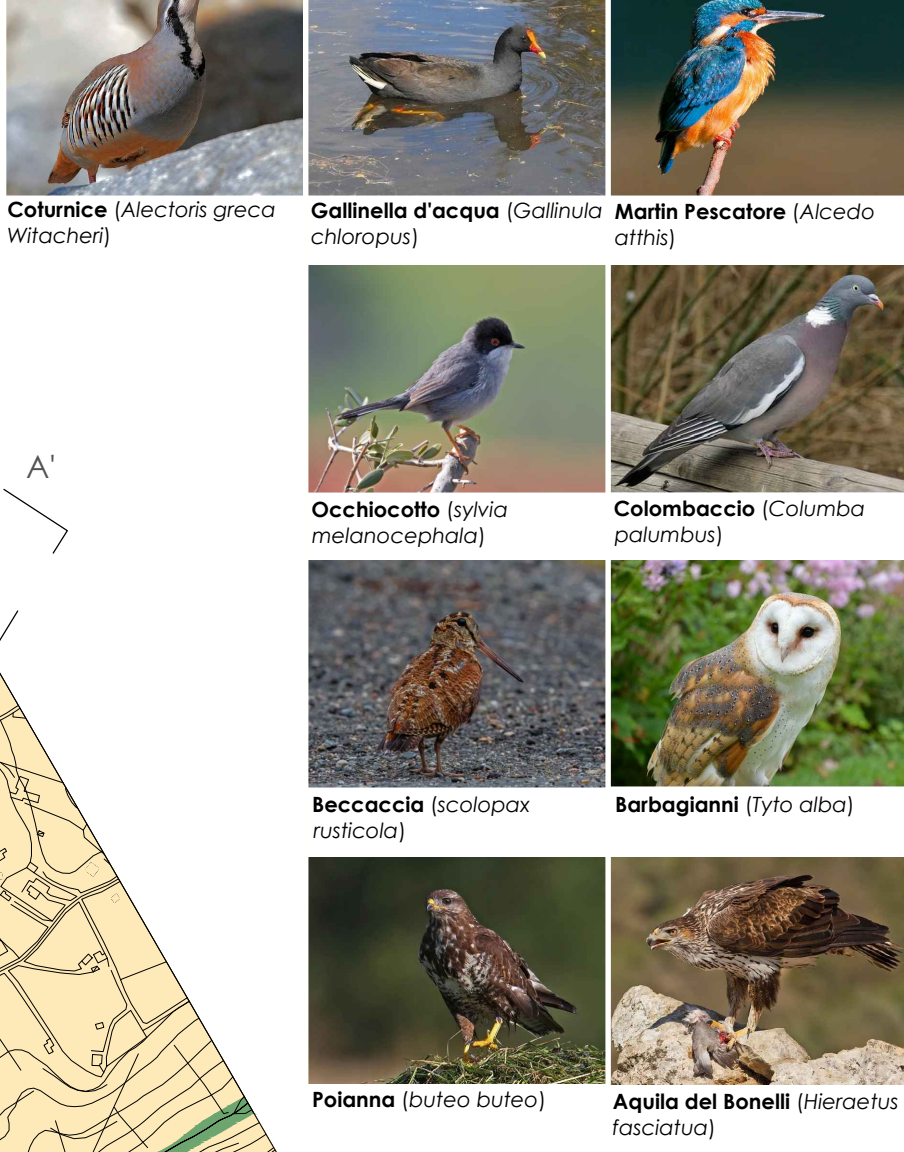 Coturnice (Alectoris greca
Witacheri)
Gallinella d'acqua (Gallinula
chloropus)
Martin Pescatore (Alcedo
atthis)
A'
Occhiocotto (sylvia
melanocephala)
Colombaccio (Columba
palumbus)
Beccaccia (scolopax
rusticola)
Barbagianni (Tyto alba)
Poianna (buteo buteo)
Aquila del Bonelli (Hieraetus
fasciatua)